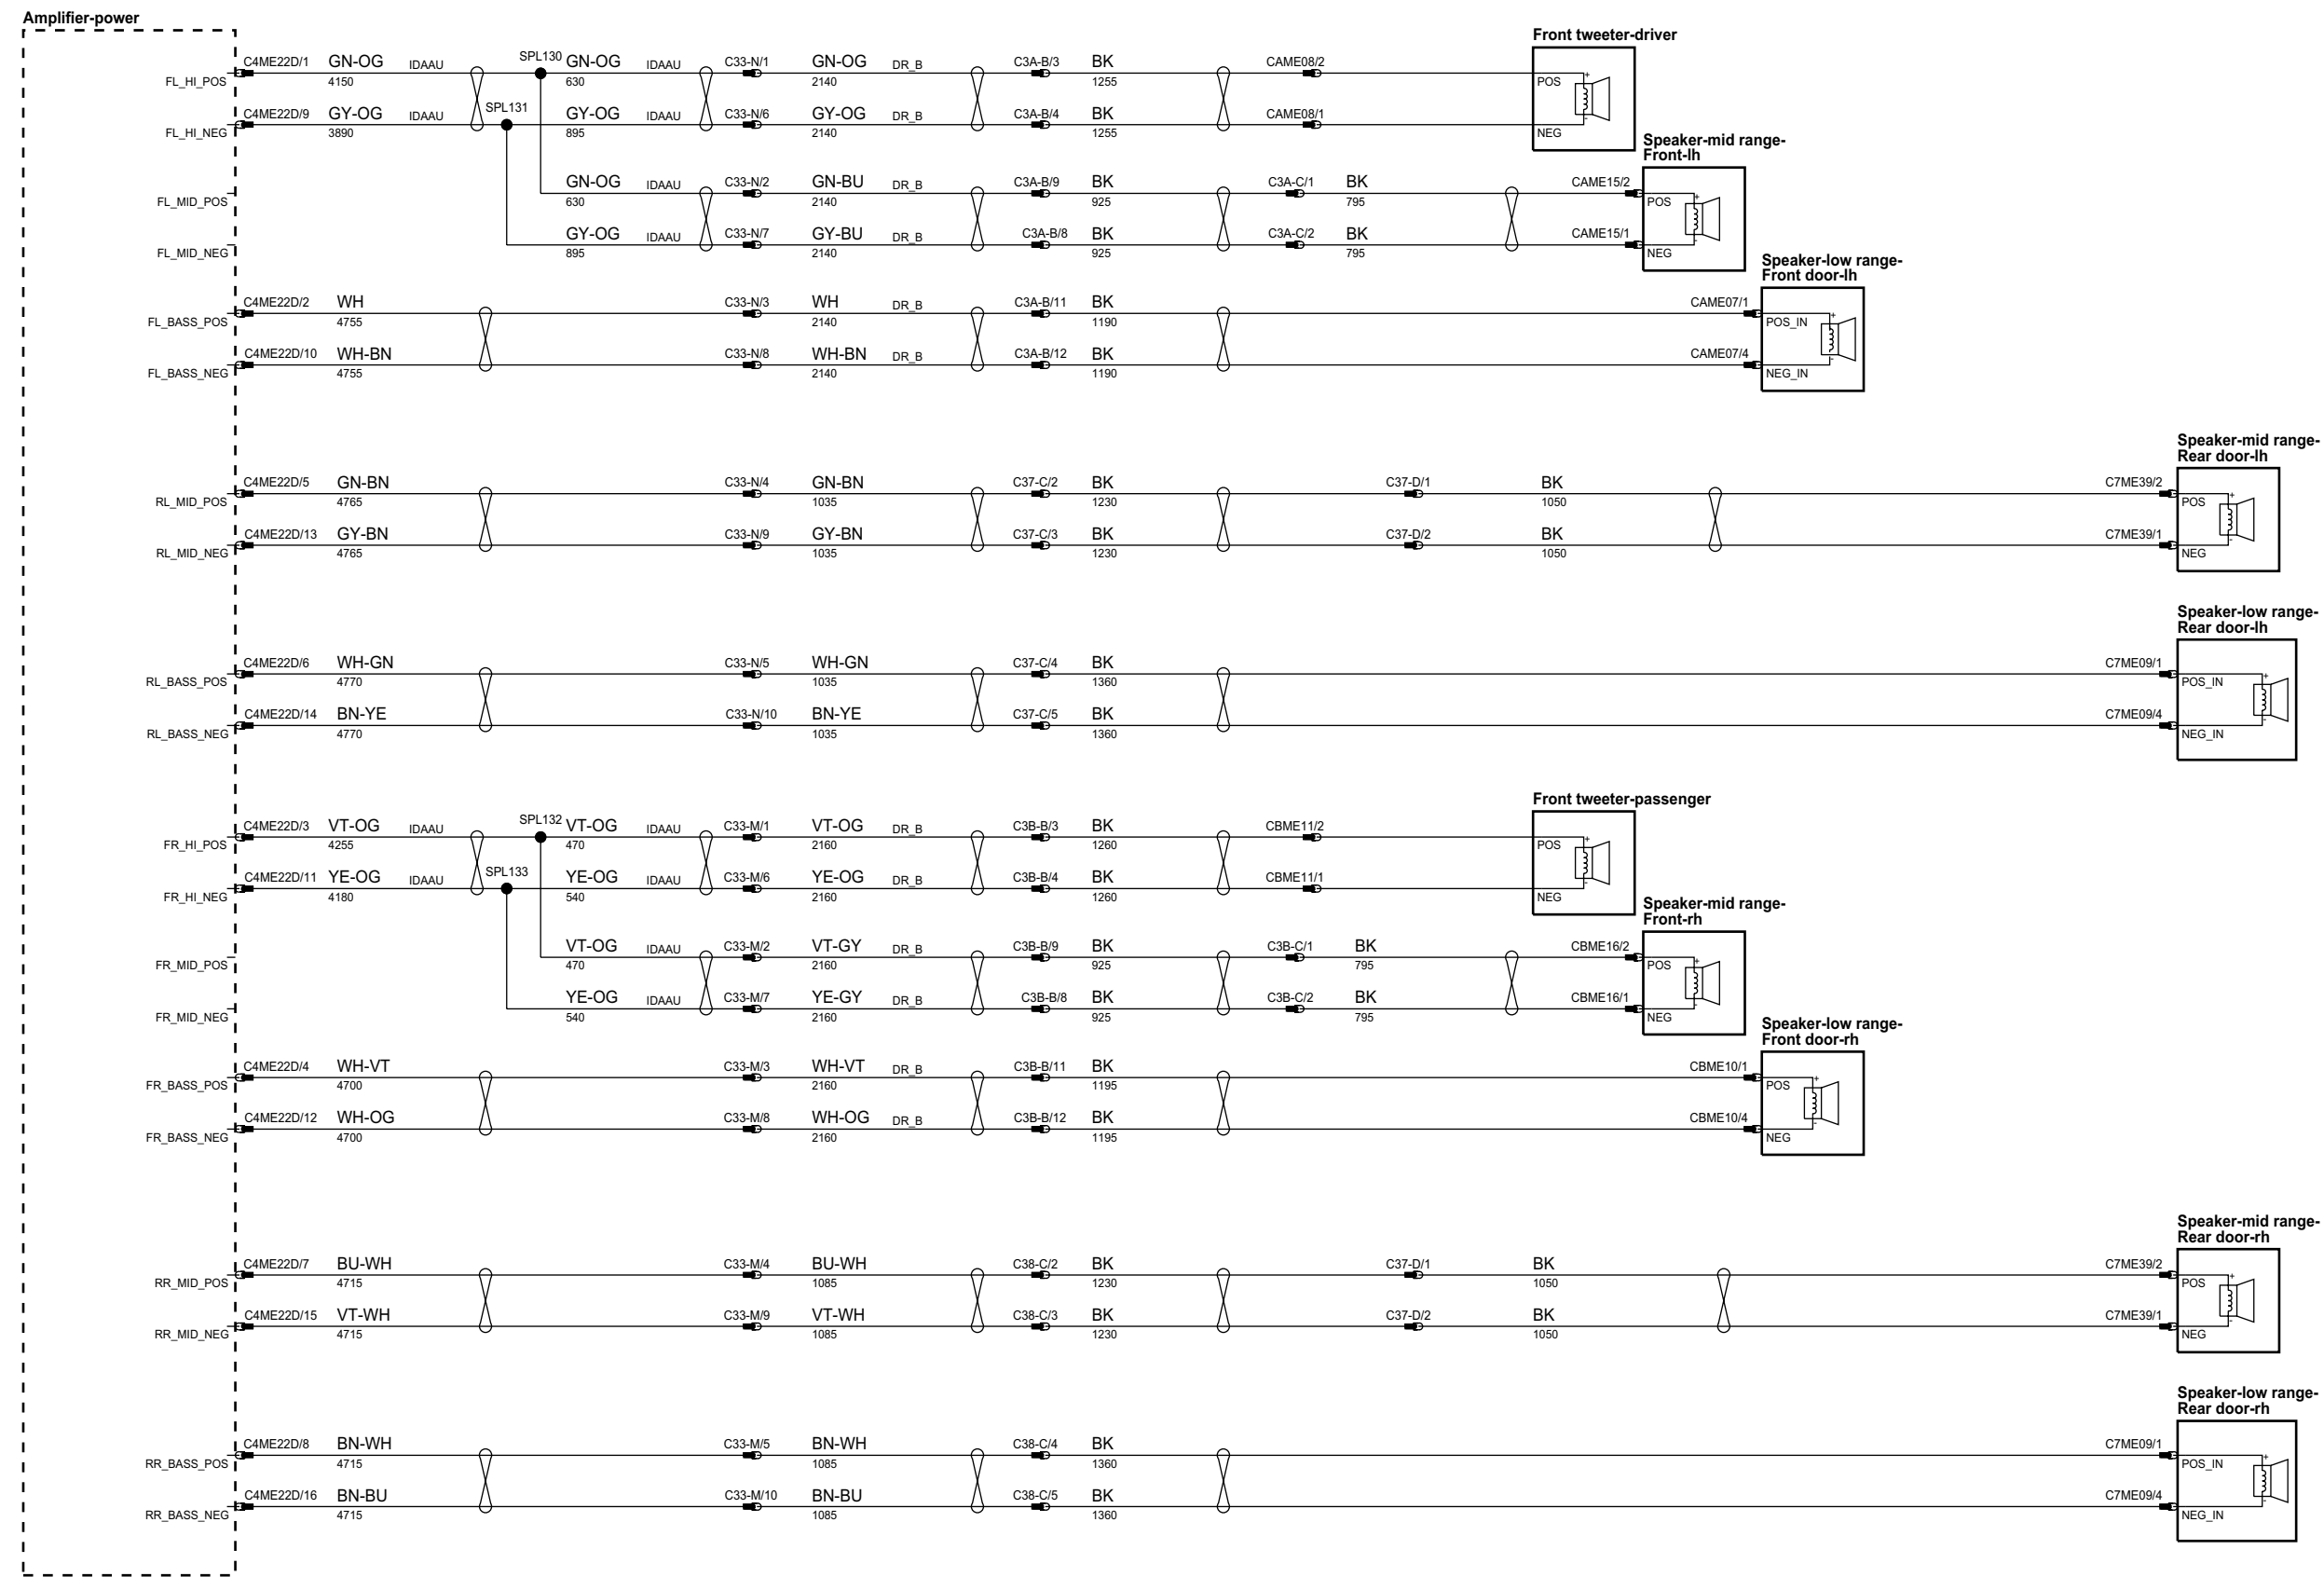 Amplifier-power
Front tweeter-driver
C4ME22D/1 GN-OG IDAAU SPL130 GN-OG IDAAU C33-N/1 GN-OG DR_B C3A-B/3 BK CAME08/2
FL_HI_POS 4150 630 2140 1255 POS + -
C4ME22D/9 GY-OG IDAAU SPL131 GY-OG IDAAU C33-N/6 GY-OG DR_B C3A-B/4 BK CAME08/1
FL_HI_NEG 3890 895 2140 1255 NEG
Speaker-mid range-
Front-lh
GN-OG IDAAU C33-N/2 GN-BU DR_B C3A-B/9 BK C3A-C/1 BK CAME15/2
FL_MID_POS 630 2140 925 795 POS + -
GY-OG IDAAU C33-N/7 GY-BU DR_B C3A-B/8 BK C3A-C/2 BK CAME15/1
FL_MID_NEG 895 2140 925 795 NEG
Speaker-low range-
Front door-lh
C4ME22D/2 WH C33-N/3 WH DR_B C3A-B/11 BK CAME07/1
FL_BASS_POS 4755 2140 1190 POS_IN + -
C4ME22D/10 WH-BN C33-N/8 WH-BN DR_B C3A-B/12 BK CAME07/4
FL_BASS_NEG 4755 2140 1190 NEG_IN
Speaker-mid range-
Rear door-lh
C4ME22D/5 GN-BN C33-N/4 GN-BN C37-C/2 BK C37-D/1 BK C7ME39/2
RL_MID_POS 4765 1035 1230 1050 POS + -
C4ME22D/13 GY-BN C33-N/9 GY-BN C37-C/3 BK C37-D/2 BK C7ME39/1
RL_MID_NEG 4765 1035 1230 1050 NEG
Speaker-low range-
Rear door-lh
C4ME22D/6 WH-GN C33-N/5 WH-GN C37-C/4 BK C7ME09/1
RL_BASS_POS 4770 1035 1360 POS_IN + -
C4ME22D/14 BN-YE C33-N/10 BN-YE C37-C/5 BK C7ME09/4
RL_BASS_NEG 4770 1035 1360 NEG_IN
Front tweeter-passenger
C4ME22D/3 VT-OG IDAAU SPL132 VT-OG IDAAU C33-M/1 VT-OG DR_B C3B-B/3 BK CBME11/2
FR_HI_POS 4255 470 2160 1260 POS + -
C4ME22D/11 YE-OG IDAAU SPL133 YE-OG IDAAU C33-M/6 YE-OG DR_B C3B-B/4 BK CBME11/1
FR_HI_NEG 4180 540 2160 1260 NEG
Speaker-mid range-
Front-rh
VT-OG IDAAU C33-M/2 VT-GY DR_B C3B-B/9 BK C3B-C/1 BK CBME16/2
FR_MID_POS 470 2160 925 795 POS + -
YE-OG IDAAU C33-M/7 YE-GY DR_B C3B-B/8 BK C3B-C/2 BK CBME16/1
FR_MID_NEG 540 2160 925 795 NEG
Speaker-low range-
Front door-rh
C4ME22D/4 WH-VT C33-M/3 WH-VT DR_B C3B-B/11 BK CBME10/1
FR_BASS_POS 4700 2160 1195 POS + -
C4ME22D/12 WH-OG C33-M/8 WH-OG DR_B C3B-B/12 BK CBME10/4
FR_BASS_NEG 4700 2160 1195 NEG
Speaker-mid range-
Rear door-rh
C4ME22D/7 BU-WH C33-M/4 BU-WH C38-C/2 BK C37-D/1 BK C7ME39/2
RR_MID_POS 4715 1085 1230 1050 POS + -
C4ME22D/15 VT-WH C33-M/9 VT-WH C38-C/3 BK C37-D/2 BK C7ME39/1
RR_MID_NEG 4715 1085 1230 1050 NEG
Speaker-low range-
Rear door-rh
C4ME22D/8 BN-WH C33-M/5 BN-WH C38-C/4 BK C7ME09/1
RR_BASS_POS 4715 1085 1360 POS_IN + -
C4ME22D/16 BN-BU C33-M/10 BN-BU C38-C/5 BK C7ME09/4
RR_BASS_NEG 4715 1085 1360 NEG_IN